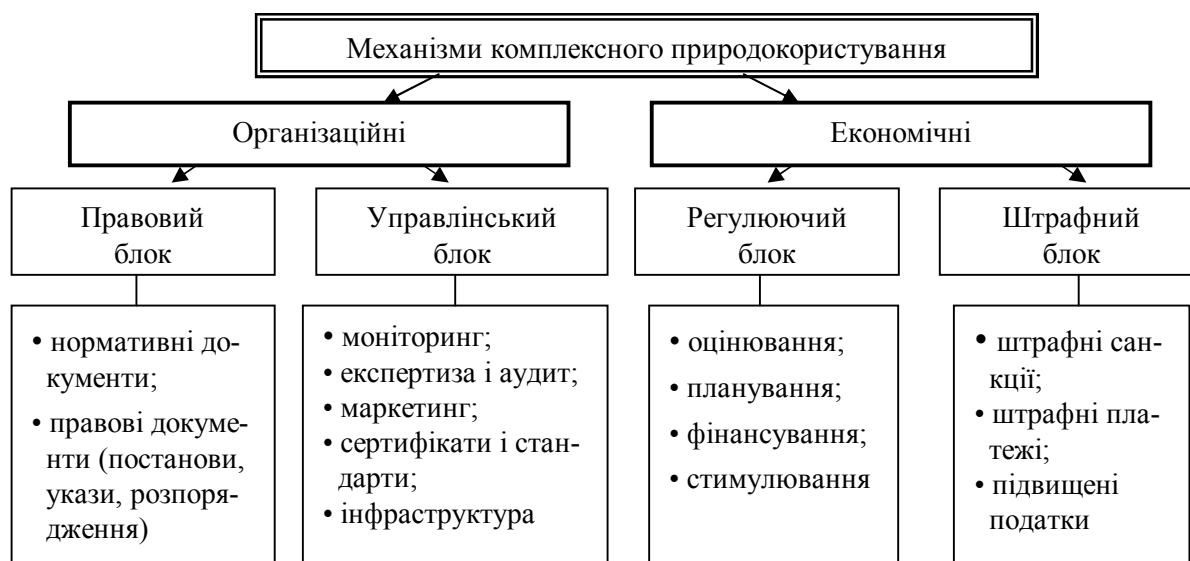 Механізми комплексного природокористування
Організаційні
Економічні
Правовий
блок
Управлінський
блок
Регулюючий
блок
Штрафний
блок
• нормативні до-
кументи;
• правові докуме-
нти (постанови,
укази, розпоря-
дження)
• моніторинг;
• експертиза і аудит;
• маркетинг;
• сертифікати і стан-
дарти;
• інфраструктура
• оцінювання;
• планування;
• фінансування;
• стимулювання
• штрафні сан-
кції;
• штрафні пла-
тежі;
• підвищені
податки